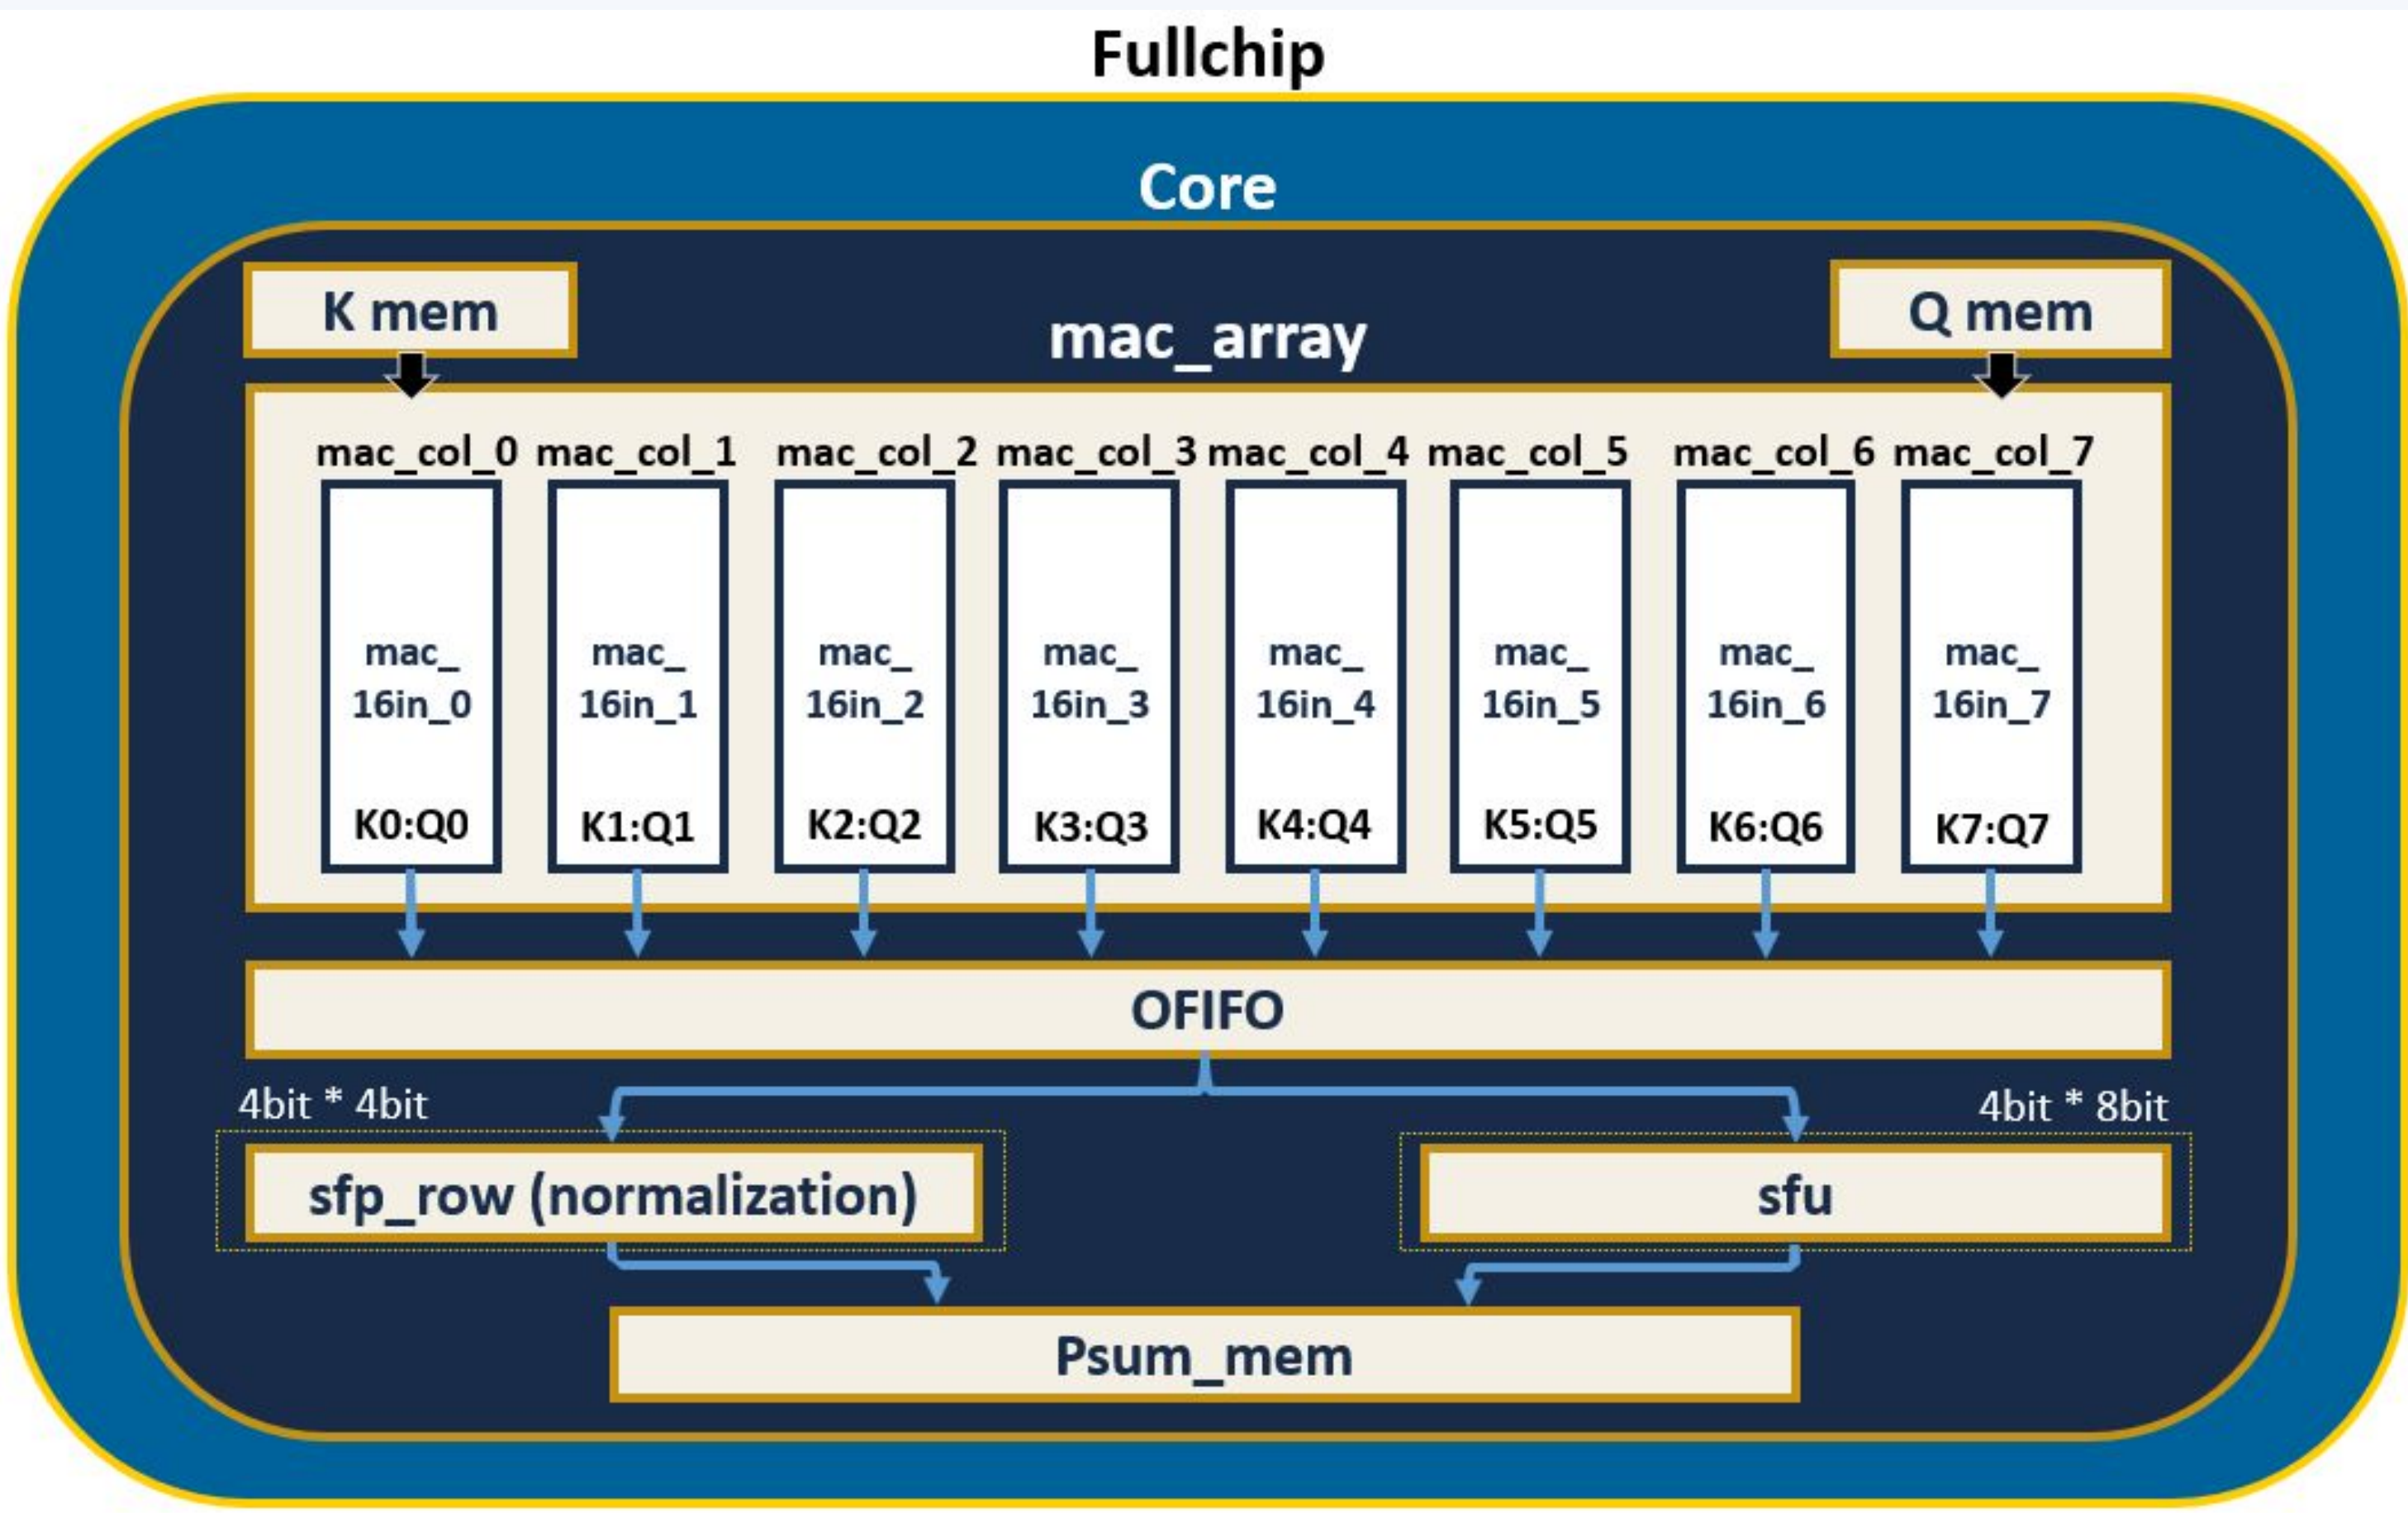 Fullchip
Core
K mem
Q mem
mac_array
mac_col_0 mac_col_1 mac_col_2 mac_col_3 mac_col_4 mac_col_5 mac_col_6 mac_col_7
mac_
16in_0
K0:Q0
mac_
16in_1
K1:Q1
mac_
16in_2
K2:Q2
mac_
16in_3
K3:Q3
mac_
16in_4
K4:Q4
mac_
16in_5
K5:Q5
mac_
16in_6
K6:Q6
mac_
16in_7
K7:Q7
OFIFO
4bit * 4bit
4bit * 8bit
sfp_row (normalization)
sfu
Psum_mem